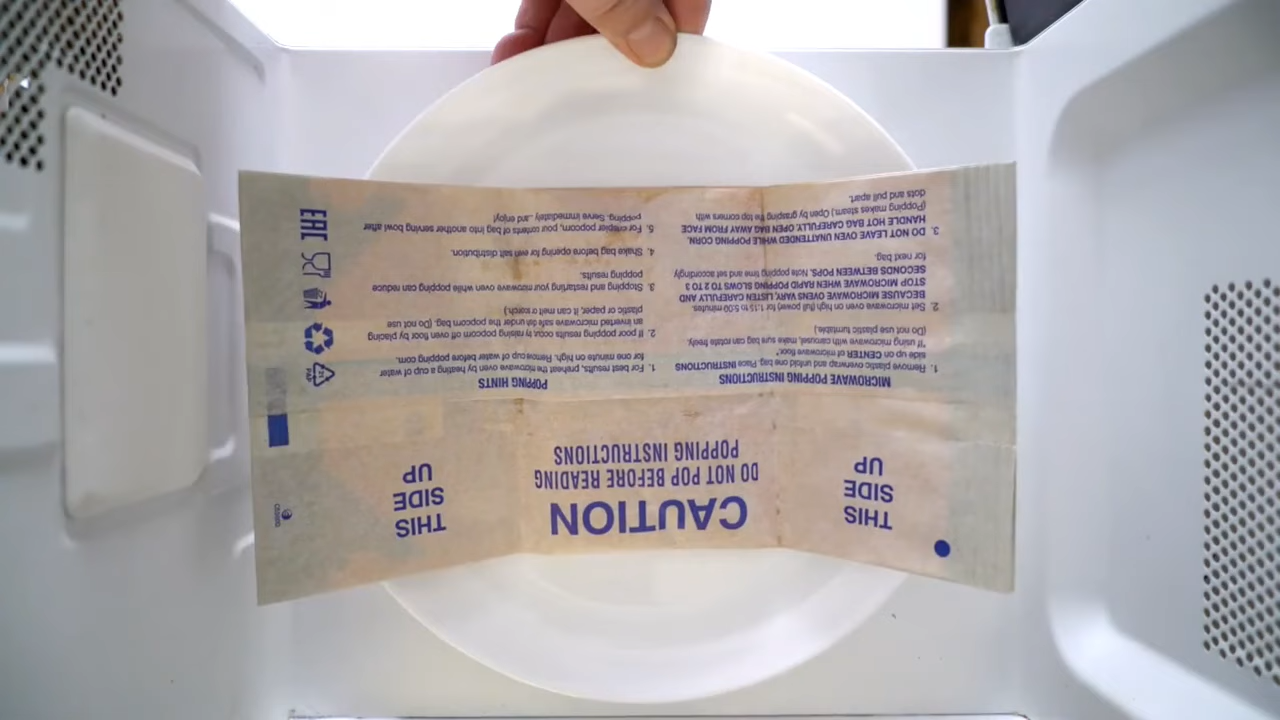 THIS
SIDE
UP
CAUTION
DO NOT POP BEFORE READING
POPPING INSTRUCTIONS
THIS
SIDE
UP
MICROWAVE POPPING INSTRUCTIONS
1. Remove plastic overwrap and unfold one bag. Place INSTRUCTIONS
side up on CENTER of microwave floor.*
*If using microwave with carousel, make sure bag can rotate freely.
(Do not use plastic turntable.)
2. Set microwave oven on high (full power) for 1:15 to 5:00 minutes.
BECAUSE MICROWAVE OVENS VARY, LISTEN CAREFULLY AND
STOP MICROWAVE WHEN RAPID POPPING SLOWS TO 2 TO 3
SECONDS BETWEEN POPS. Note popping time and set accordingly
for next bag.
3. DO NOT LEAVE OVEN UNATTENDED WHILE POPPING CORN.
HANDLE HOT BAG CAREFULLY. OPEN BAG AWAY FROM FACE
(Popping makes steam.) Open by grasping the top corners with
dots and pull apart.
POPPING HINTS
1. For best results, preheat the microwave oven by heating a cup of water
for one minute on high. Remove cup of water before popping corn.
2. If poor popping results occur, try raising popcorn off oven floor by placing
an inverted microwave safe dish under the popcorn bag. (Do not use
plastic or paper, it can melt or scorch.)
3. Stopping and restarting your microwave oven while popping can reduce
popping results.
4. Shake bag before opening for even salt distribution.
5. For crispier popcorn, pour contents of bag into another serving bowl after
popping. Serve immediately...and enjoy!
PAP
EAC